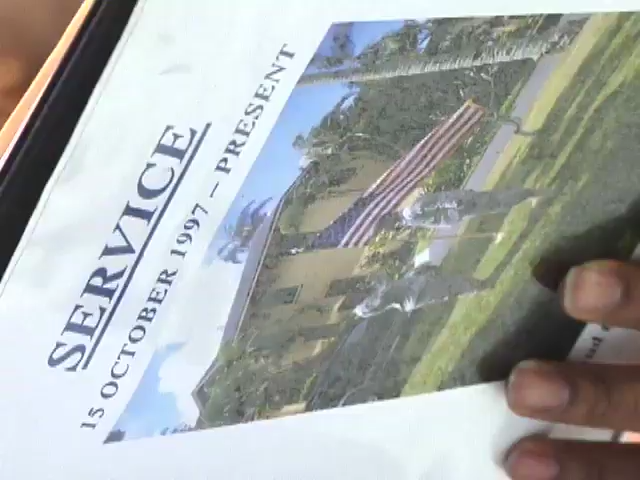 SERVICE
15 OCTOBER 1997 – PRESENT